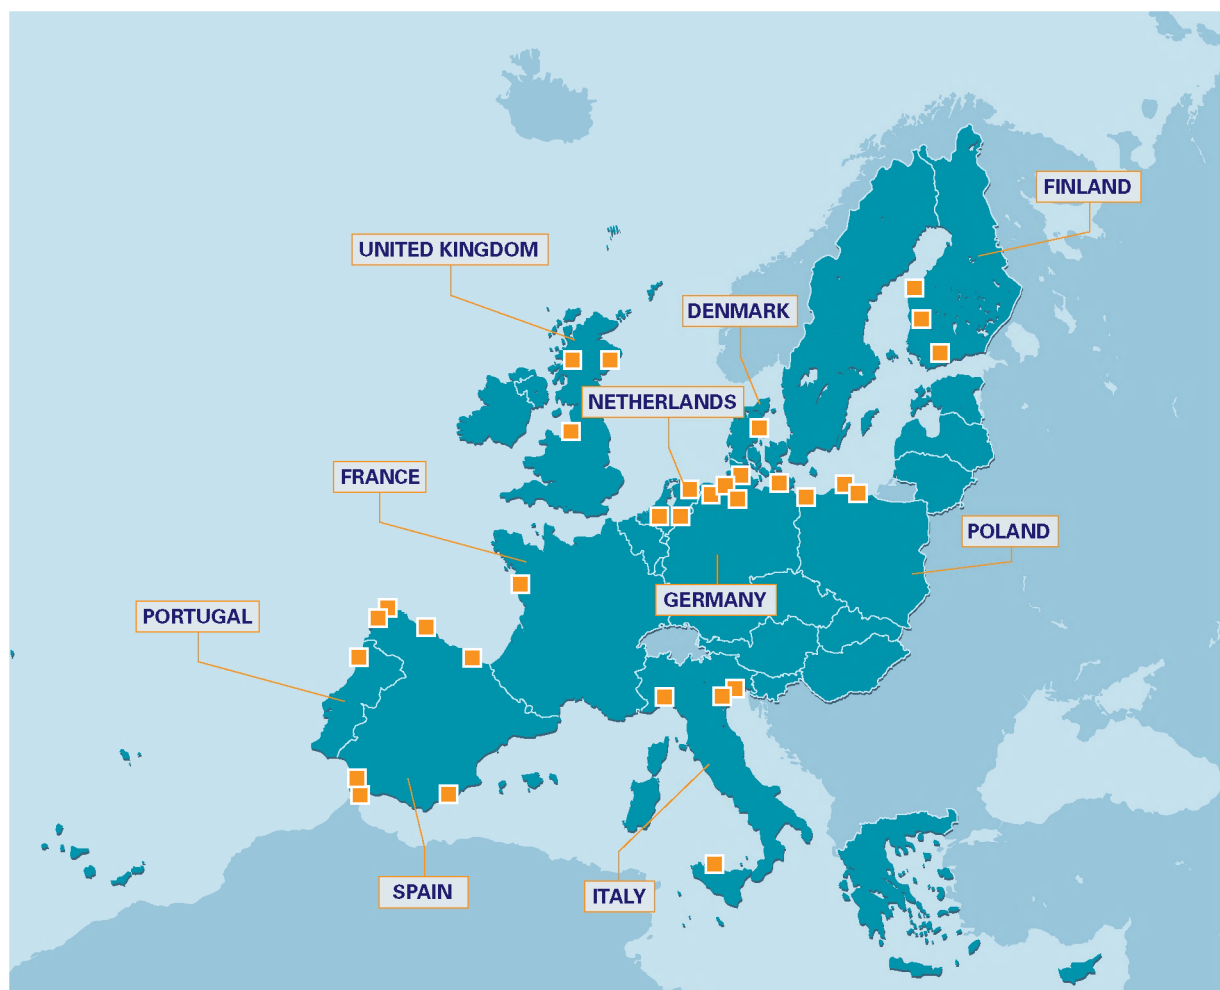 FINLAND
UNITED KINGDOM
DENMARK
NETHERLANDS
FRANCE
POLAND
GERMANY
PORTUGAL
SPAIN
ITALY